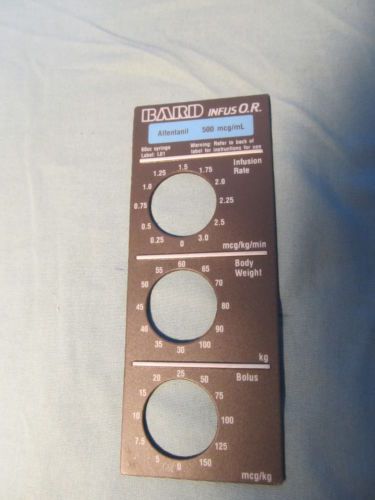 BARD INFUS O.R.
Alfentanil 500 mcg/mL
60cc syringe
Label: 1.01
Warning: Refer to back of
label for instructions for use
Infusion
Rate
1.25 1.5 1.75
1.0 2.0
0.75 2.25
0.5 2.5
0.25 0 3.0
mcg/kg/min
Body
Weight
55 60 65
50 70
45 80
40 90
35 30 100
kg
Bolus
20 25 50
15 75
10 100
7.5 125
5 0 150
mcg/kg